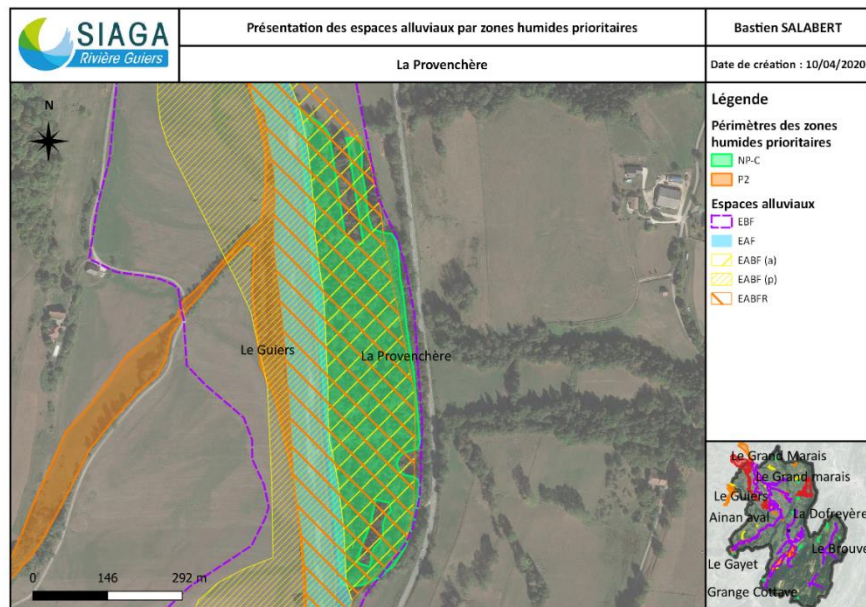 SIAGA
Rivière Guiers
Présentation des espaces alluviaux par zones humides prioritaires
La Provenchère
Bastien SALABERT
Date de création : 10/04/2020
N
Le Guiers
La Provenchère
0 146 292 m
Légende
Périmètres des zones
humides prioritaires
NP-C
P2
Espaces alluviaux
EBF
EAF
EABF (a)
EABF (p)
EABFR
Le Grand Marais
Le Grand marais
Le Guiers
La Dofreyère
Ainan aval
Le Brouve
Le Gayet
Grange Cottave